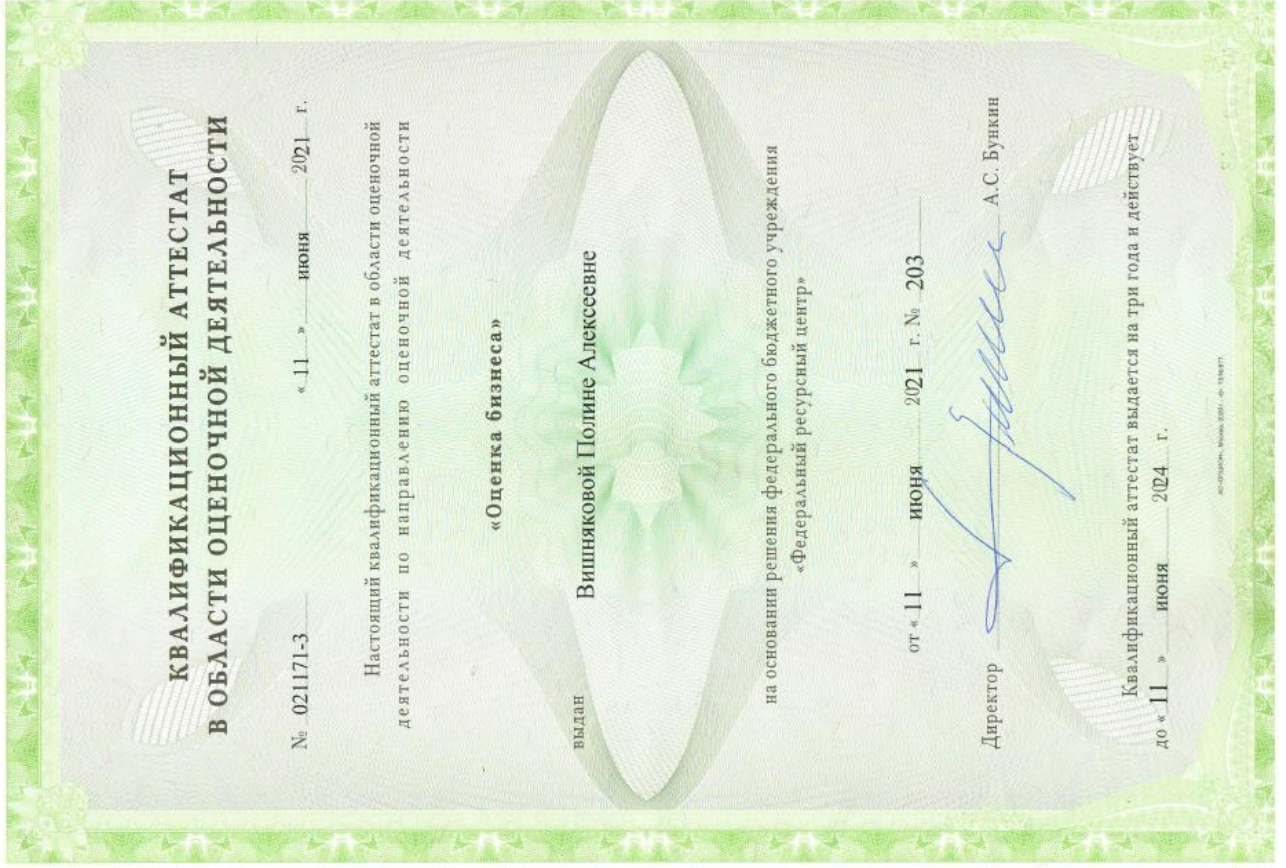 КВАЛИФИКАЦИОННЫЙ АТТЕСТАТ
В ОБЛАСТИ ОЦЕНОЧНОЙ ДЕЯТЕЛЬНОСТИ
№ 021171-3 « 11 » июня 2021 г.
Настоящий квалификационный аттестат в области оценочной
деятельности по направлению оценочной деятельности
«Оценка бизнеса»
выдан Вишняковой Полине Алексеевне
на основании решения федерального бюджетного учреждения
«Федеральный ресурсный центр»
от « 11 » июня 2021 г. № 203
Директор А.С. Бункин
Квалификационный аттестат выдается на три года и действует
до « 11 » июня 2024 г.